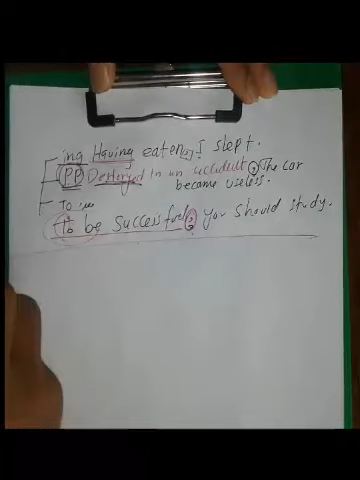 ing Having eaten, I slept.
(PP) Destroyed in an accident, The car
become useless.
To ...
To be successful, you should study.